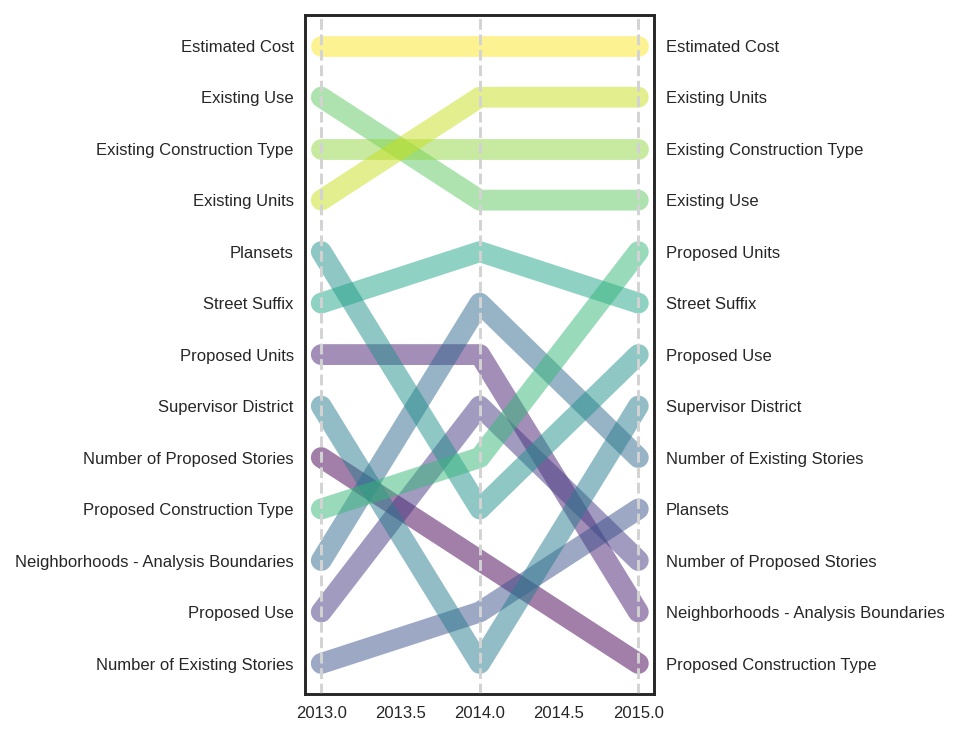 Estimated Cost
Estimated Cost
Existing Use
Existing Units
Existing Construction Type
Existing Construction Type
Existing Units
Existing Use
Plansets
Proposed Units
Street Suffix
Street Suffix
Proposed Units
Proposed Use
Supervisor District
Supervisor District
Number of Proposed Stories
Number of Existing Stories
Proposed Construction Type
Plansets
Neighborhoods - Analysis Boundaries
Number of Proposed Stories
Proposed Use
Neighborhoods - Analysis Boundaries
Number of Existing Stories
Proposed Construction Type
2013.0 2013.5 2014.0 2014.5 2015.0